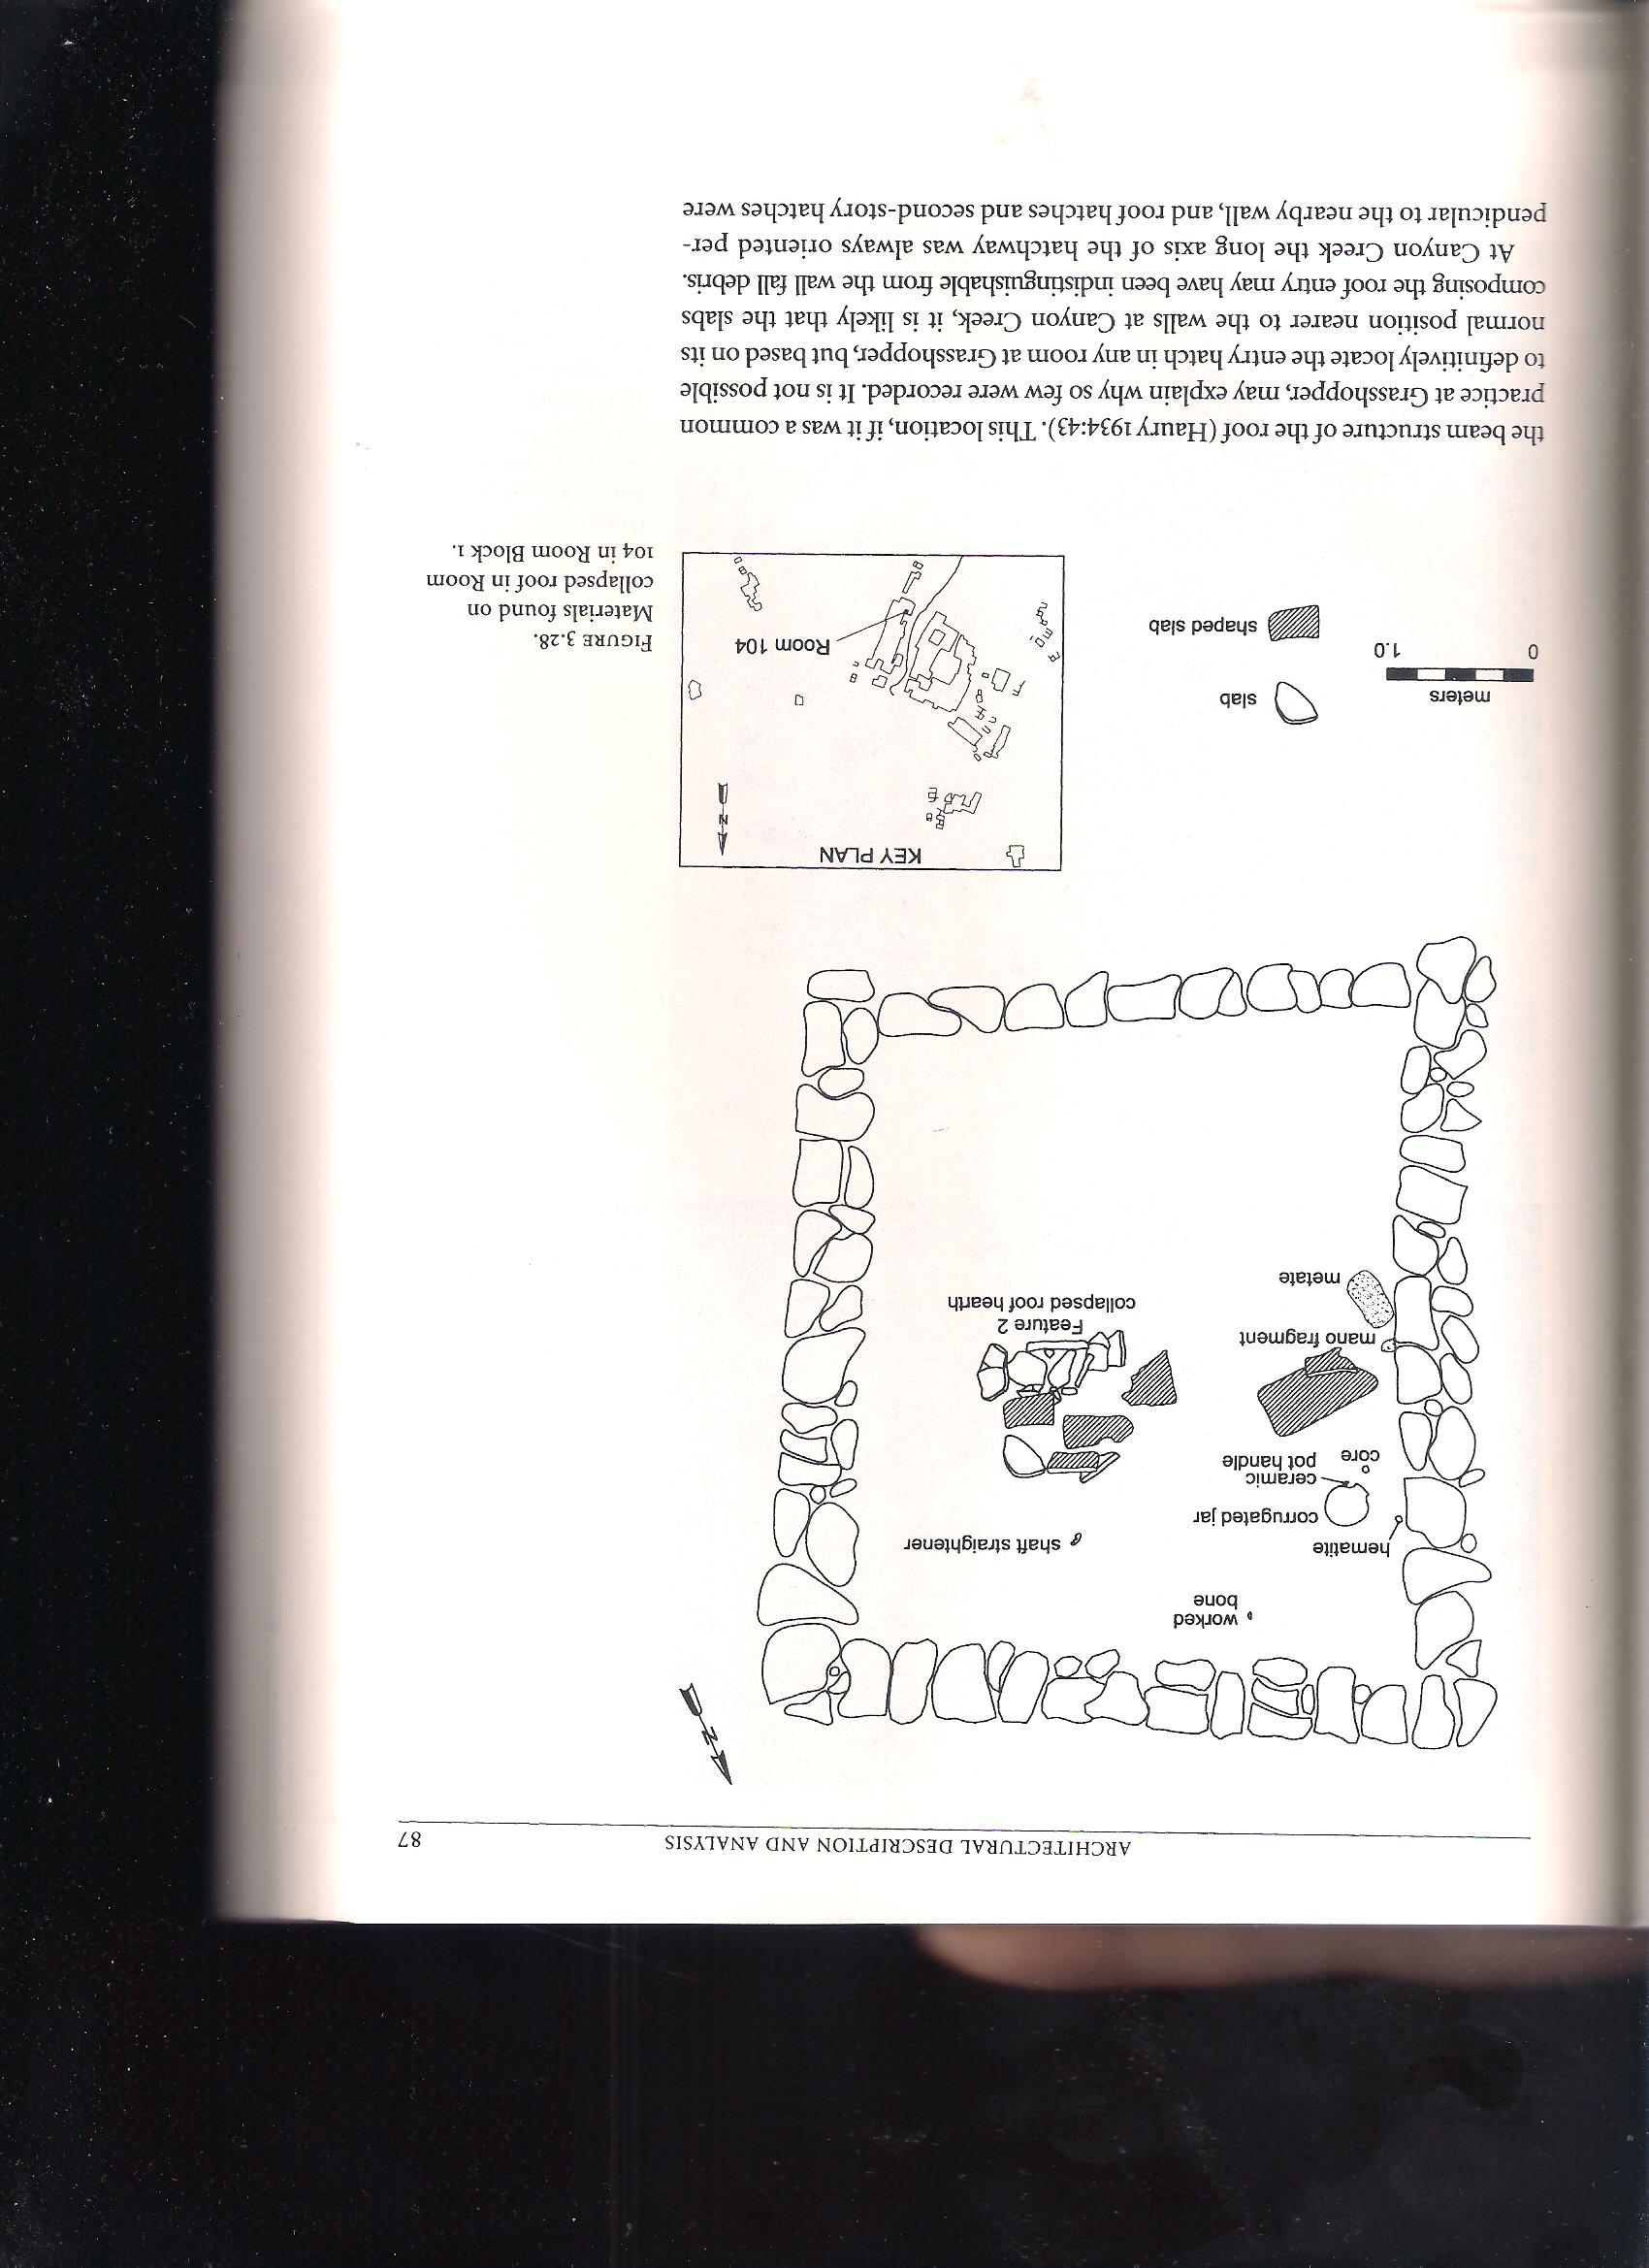 ARCHITECTURAL DESCRIPTION AND ANALYSIS 87
N
worked
bone
hematite
shaft straightener
corrugated jar
ceramic
pot handle
core
mano fragment
Feature 2
collapsed roof hearth
metate
KEY PLAN
N
Room 104
meters
0 1.0
slab
shaped slab
FIGURE 3.28.
Materials found on
collapsed roof in Room
104 in Room Block 1.
the beam structure of the roof (Haury 1934:43). This location, if it was a common
practice at Grasshopper, may explain why so few were recorded. It is not possible
to definitively locate the entry hatch in any room at Grasshopper, but based on its
normal position nearer to the walls at Canyon Creek, it is likely that the slabs
composing the roof entry may have been indistinguishable from the wall fall debris.
At Canyon Creek the long axis of the hatchway was always oriented per-
pendicular to the nearby wall, and roof hatches and second-story hatches were